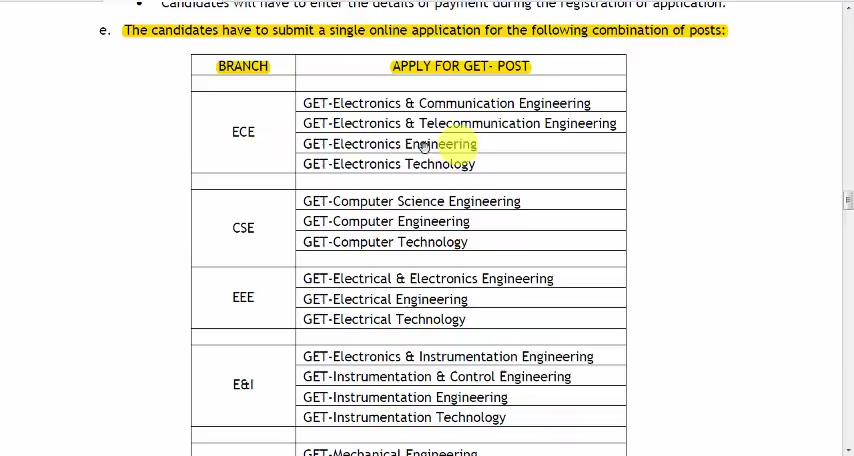 • Candidates will have to enter the details of payment during the registration of application.
e. The candidates have to submit a single online application for the following combination of posts:
BRANCH APPLY FOR GET- POST
ECE
GET-Electronics & Communication Engineering
GET-Electronics & Telecommunication Engineering
GET-Electronics Engineering
GET-Electronics Technology
CSE
GET-Computer Science Engineering
GET-Computer Engineering
GET-Computer Technology
EEE
GET-Electrical & Electronics Engineering
GET-Electrical Engineering
GET-Electrical Technology
E&I
GET-Electronics & Instrumentation Engineering
GET-Instrumentation & Control Engineering
GET-Instrumentation Engineering
GET-Instrumentation Technology
GET-Mechanical Engineering